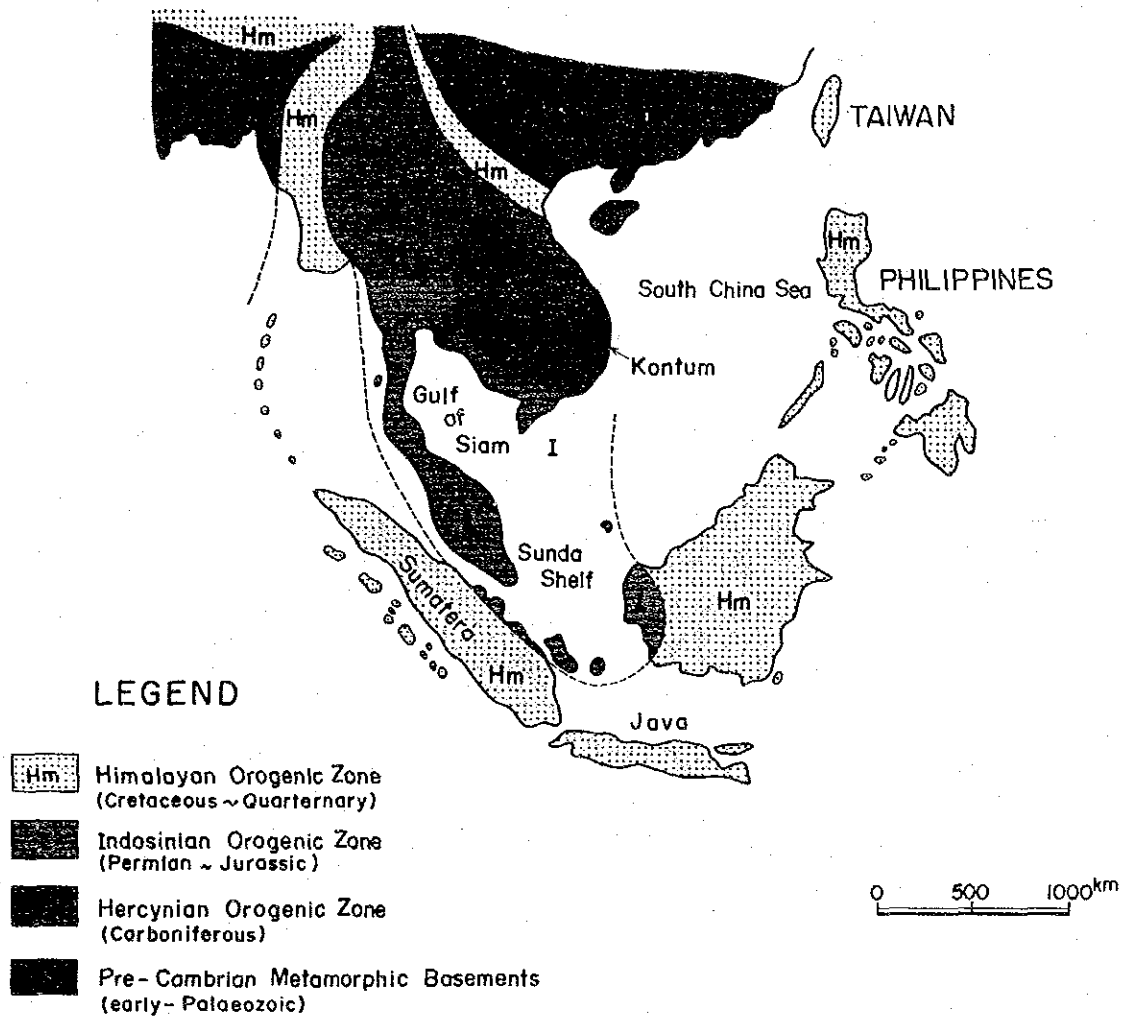 Hm
Hm
TAIWAN
Hm
Hm
South China Sea
PHILIPPINES
Kontum
Gulf
of
Siam
I
Sunda
Shelf
Sumatera
Hm
Hm
Java
LEGEND
Hm
Himalayan Orogenic Zone
(Cretaceous ~ Quarternary)
Indosinian Orogenic Zone
(Permian ~ Jurassic)
Hercynian Orogenic Zone
(Carboniferous)
Pre-Cambrian Metamorphic Basements
(early-Palaeozoic)
0 500 1000km